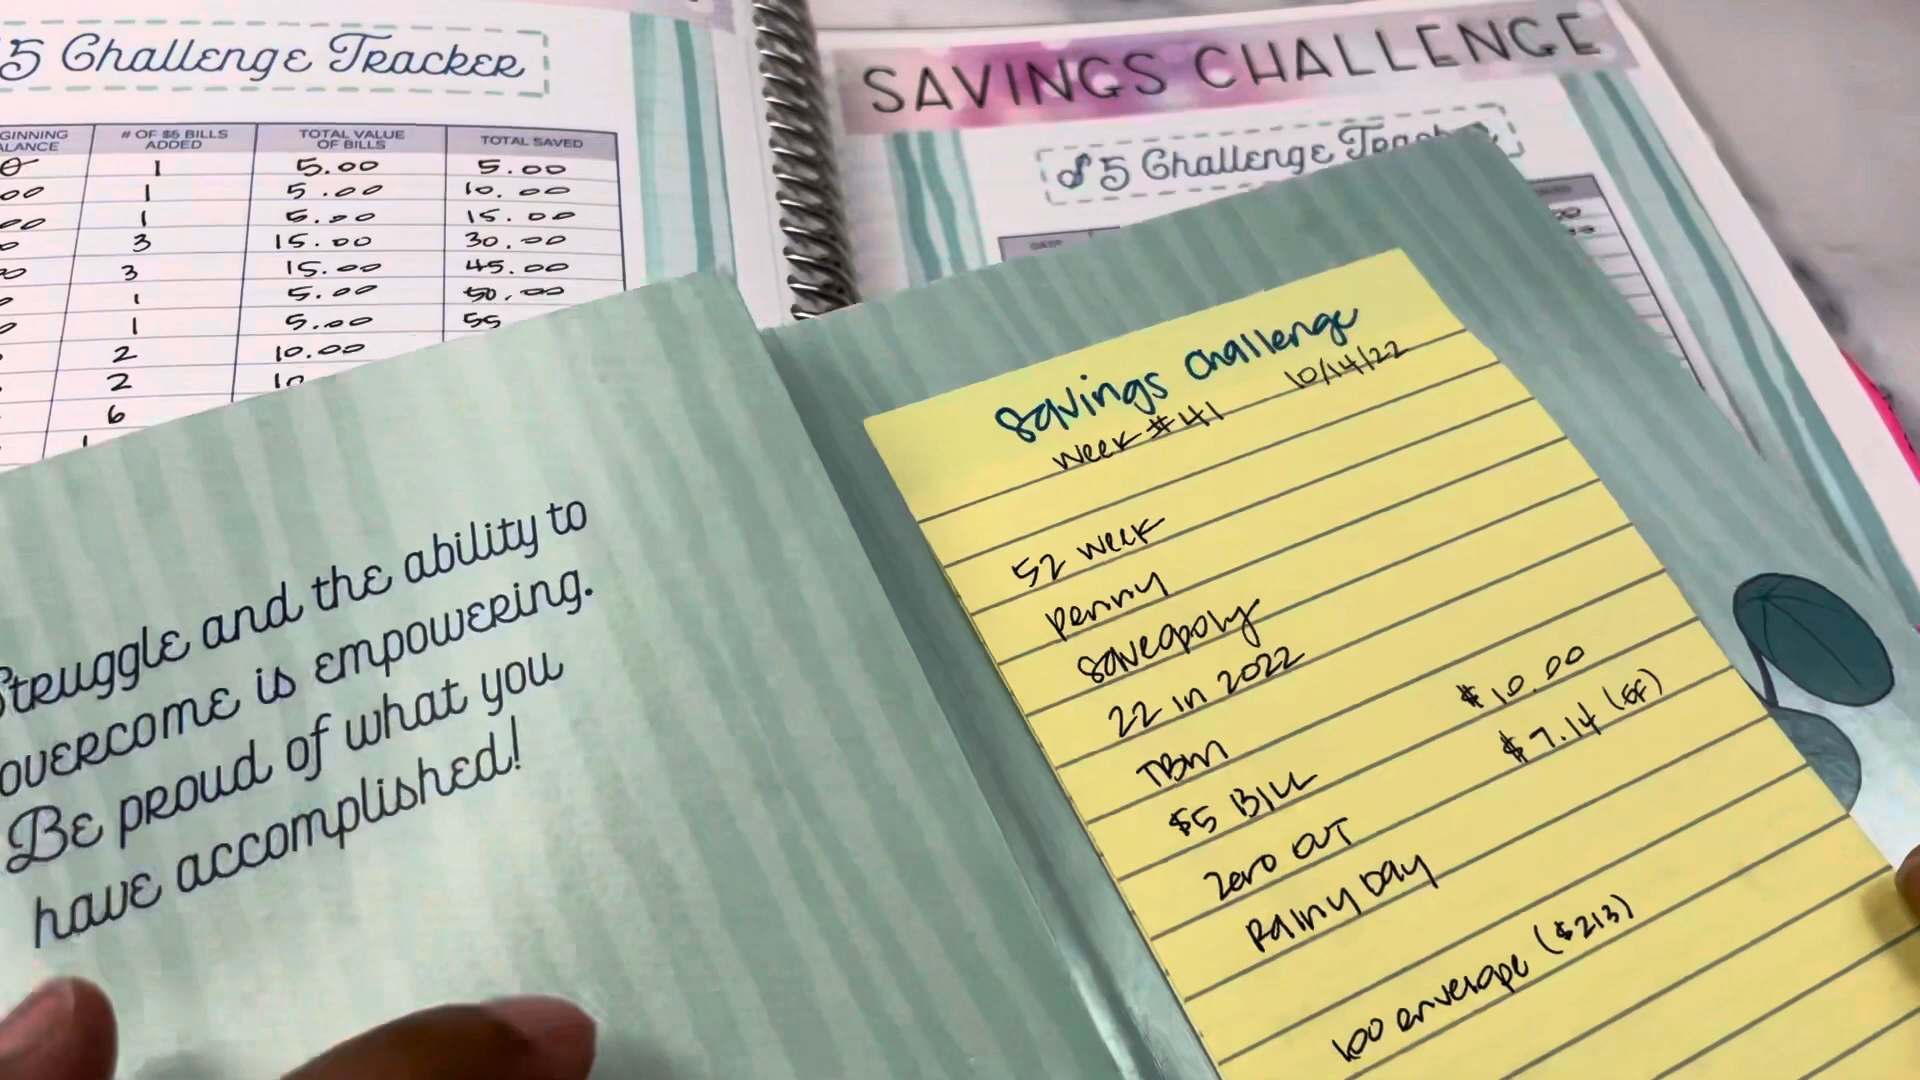 5 Challenge Tracker
GINNING
ALANCE
# OF $5 BILLS
ADDED
TOTAL VALUE
OF BILLS
TOTAL SAVED
1 5.00 5.00
1 5.00 10.00
1 5.00 15.00
3 15.00 30.00
3 15.00 45.00
1 5.00 50.00
1 5.00 55
2 10.00
2 10
6
SAVINGS CHALLENGE
$5 Challenge
DATE
Struggle and the ability to
overcome is empowering.
Be proud of what you
have accomplished!
Savings Challenge
Week #41 10/14/22
52 Week
Penny
Saveopoly
22 in 2022
TBM
$5 Bill $10.00
Zero Out $7.14 (EF)
Rainy Day
100 envelope ($213)